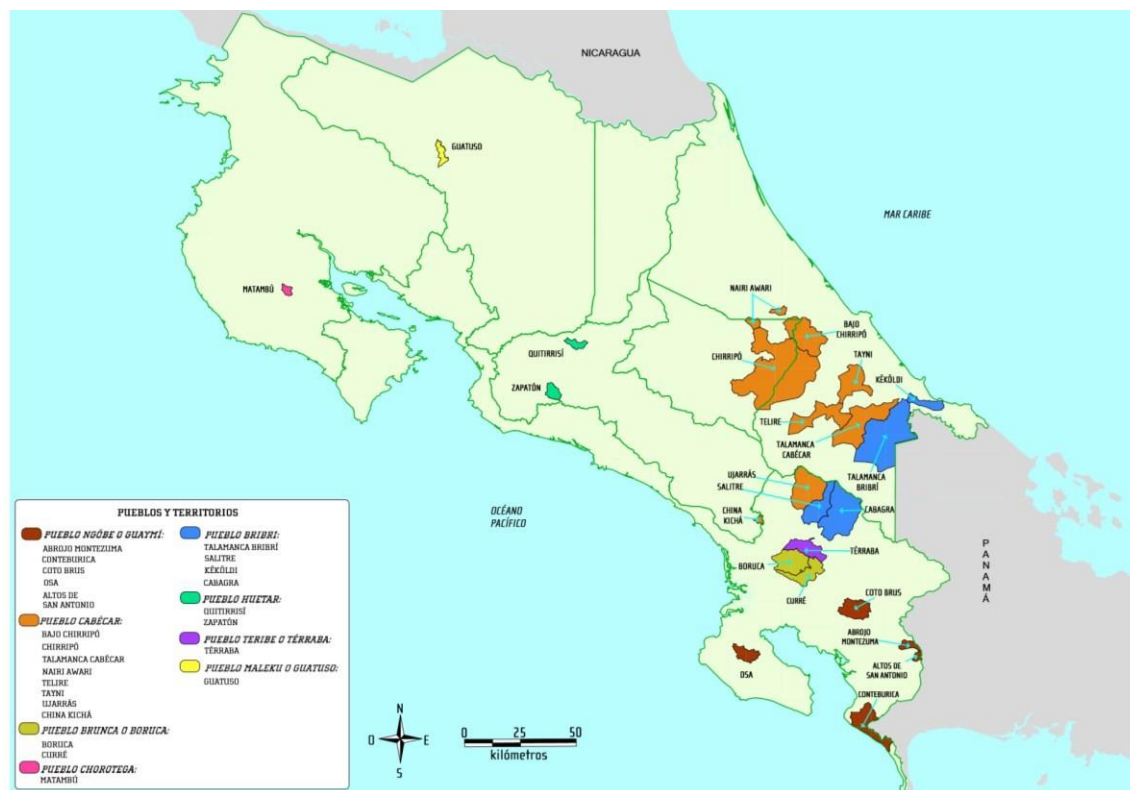 NICARAGUA
GUATUSO
MAR CARIBE
MATAMBÚ
NAIRI AWARI
BAJO
CHIRRIPÓ
QUITIRRISÍ
CHIRRIPÓ
TAYNI
ZAPATÓN
KÉKÖLDI
TELIRE
TALAMANCA
CABÉCAR
TALAMANCA
BRIBRÍ
UJARRÁS
SALITRE
OCÉANO
PACÍFICO
CHINA
KICHÁ
CABAGRA
TÉRRABA
BORUCA
CURRÉ
PANAMÁ
COTO BRUS
ABROJO
MONTEZUMA
OSA
ALTOS DE
SAN ANTONIO
CONTEBURICA
PUEBLOS Y TERRITORIOS
PUEBLO NGÖBE O GUAYMÍ:
ABROJO MONTEZUMA
CONTEBURICA
COTO BRUS
OSA
ALTOS DE
SAN ANTONIO
PUEBLO CABÉCAR:
BAJO CHIRRIPÓ
CHIRRIPÓ
TALAMANCA CABÉCAR
NAIRI AWARI
TELIRE
TAYNI
UJARRÁS
CHINA KICHÁ
PUEBLO BRUNCA O BORUCA:
BORUCA
CURRÉ
PUEBLO CHOROTEGA:
MATAMBÚ
PUEBLO BRIBRI:
TALAMANCA BRIBRÍ
SALITRE
KÉKÖLDI
CABAGRA
PUEBLO HUETAR:
QUITIRRISÍ
ZAPATÓN
PUEBLO TERIBE O TÉRRABA:
TÉRRABA
PUEBLO MALEKU O GUATUSO:
GUATUSO
N
O E
S
0 25 50
kilómetros